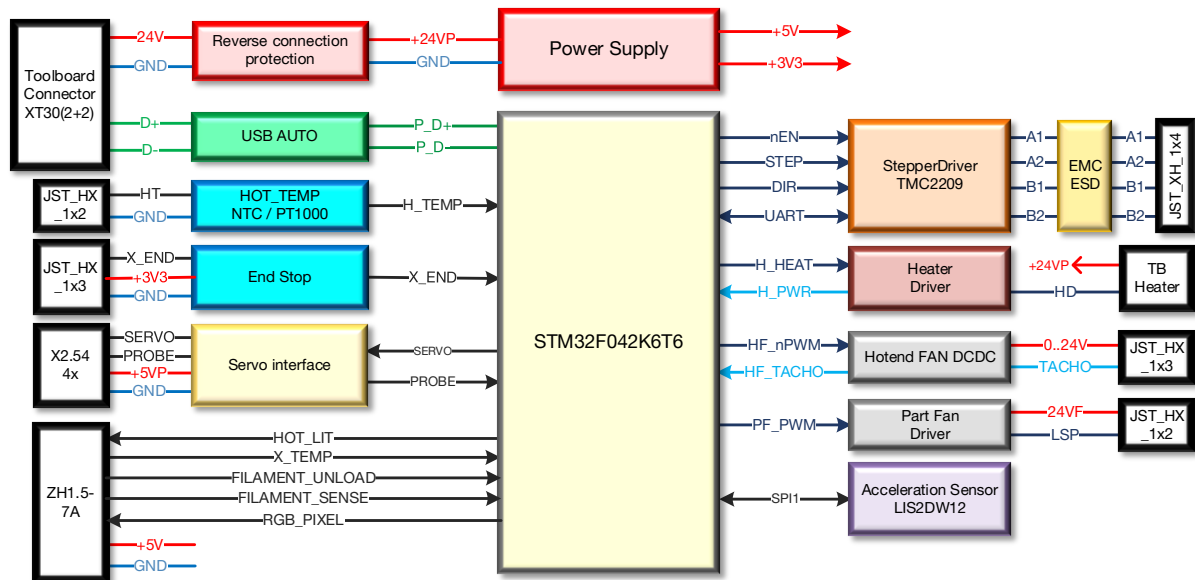 Toolboard
Connector
XT30(2+2)
24V
GND
D+
D-
Reverse connection
protection
+24VP
GND
Power Supply
+5V
+3V3
USB AUTO
P_D+
P_D-
JST_HX
_1x2
HT
GND
HOT_TEMP
NTC / PT1000
H_TEMP
JST_HX
_1x3
X_END
+3V3
GND
End Stop
X_END
X2.54
4x
SERVO
PROBE
+5VP
GND
Servo interface
SERVO
PROBE
ZH1.5-
7A
HOT_LIT
X_TEMP
FILAMENT_UNLOAD
FILAMENT_SENSE
RGB_PIXEL
+5V
GND
STM32F042K6T6
nEN
STEP
DIR
UART
StepperDriver
TMC2209
A1
A2
B1
B2
EMC
ESD
A1
A2
B1
B2
JST_XH_1x4
H_HEAT
H_PWR
Heater
Driver
+24VP
HD
TB
Heater
HF_nPWM
HF_TACHO
Hotend FAN DCDC
0..24V
TACHO
JST_HX
_1x3
PF_PWM
Part Fan
Driver
24VF
LSP
JST_HX
_1x2
SPI1
Acceleration Sensor
LIS2DW12